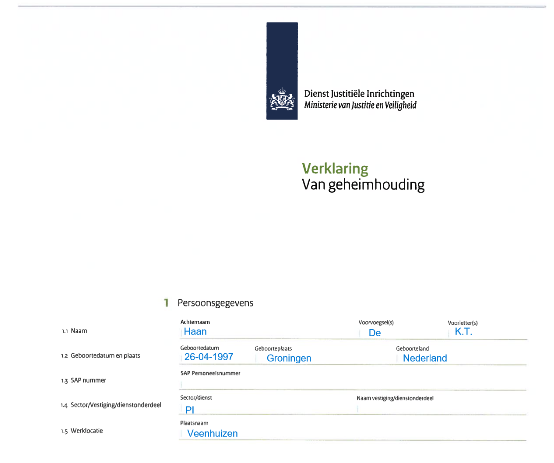 Dienst Justitiële Inrichtingen
Ministerie van Justitie en Veiligheid
Verklaring
Van geheimhouding
1 Persoonsgegevens
1.1 Naam
Achternaam Voorvoegsel(s) Voorletter(s)
Haan De K.T.
1.2 Geboortedatum en plaats
Geboortedatum Geboorteplaats Geboorteland
26-04-1997 Groningen Nederland
1.3 SAP nummer
SAP Personeelsnummer
1.4 Sector/Vestiging/dienstonderdeel
Sector/dienst Naam vestiging/dienstonderdeel
PI
1.5 Werklocatie
Plaatsnaam
Veenhuizen